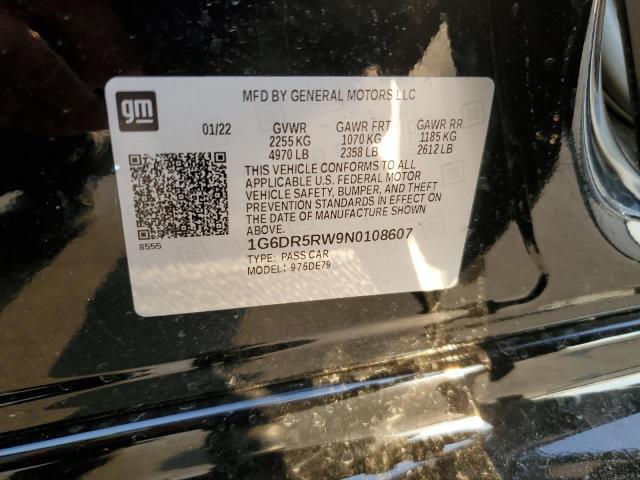 gm
MFD BY GENERAL MOTORS LLC
01/22 GVWR GAWR FRT GAWR RR
2255 KG 1070 KG 1185 KG
4970 LB 2358 LB 2612 LB
THIS VEHICLE CONFORMS TO ALL
APPLICABLE U.S. FEDERAL MOTOR
VEHICLE SAFETY, BUMPER, AND THEFT
PREVENTION STANDARDS IN EFFECT ON
THE DATE OF MANUFACTURE SHOWN
ABOVE.
8555
1G6DR5RW9N0108607
TYPE: PASS CAR
MODEL: 976DE79